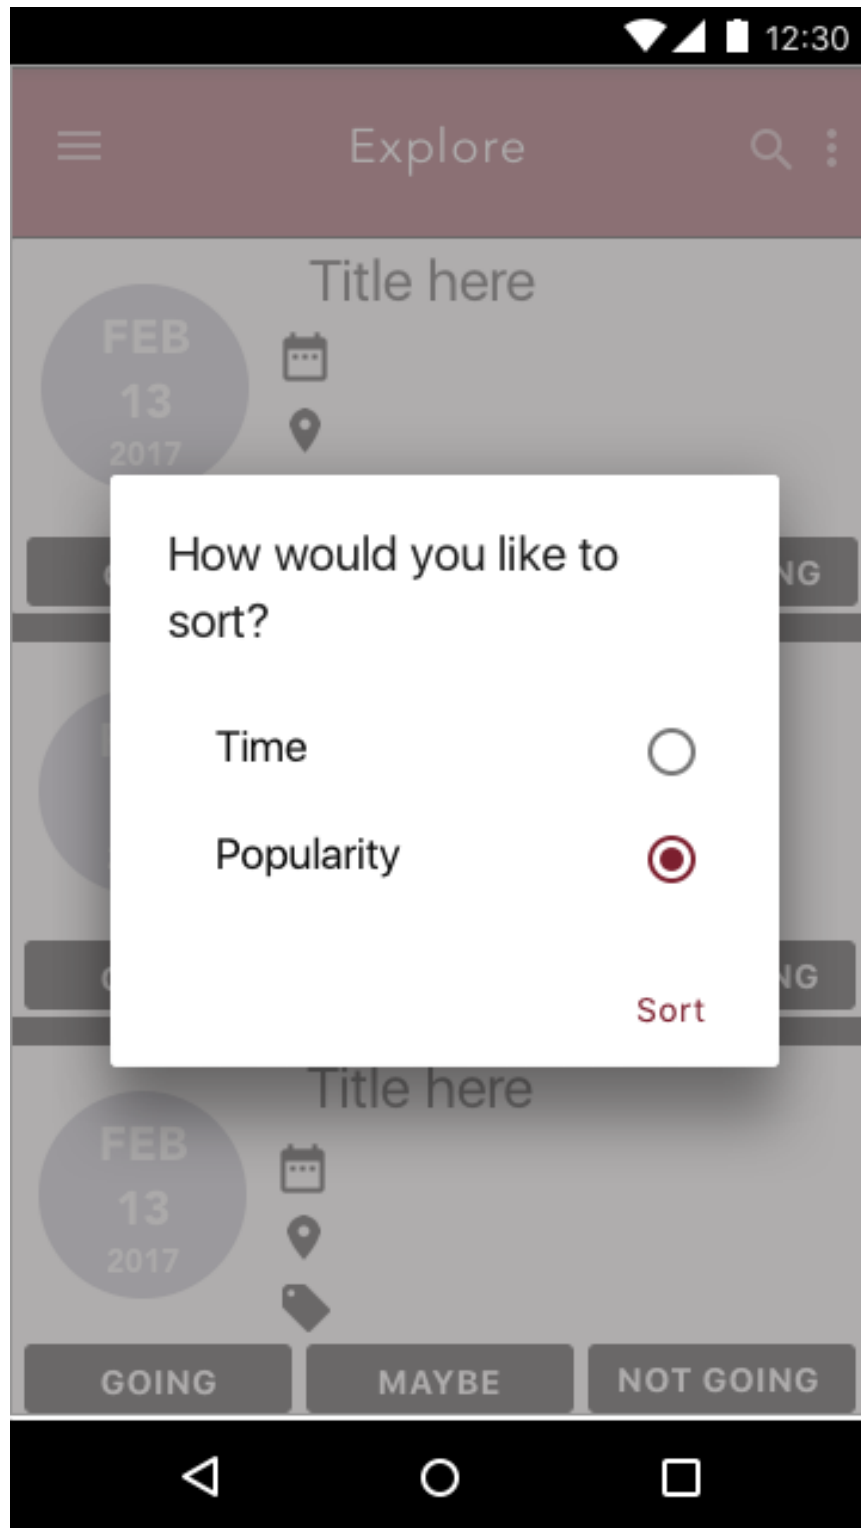 12:30
Explore
Title here
FEB
13
2017
How would you like to
sort?
Time
Popularity
Sort
Title here
FEB
13
2017
GOING
MAYBE
NOT GOING